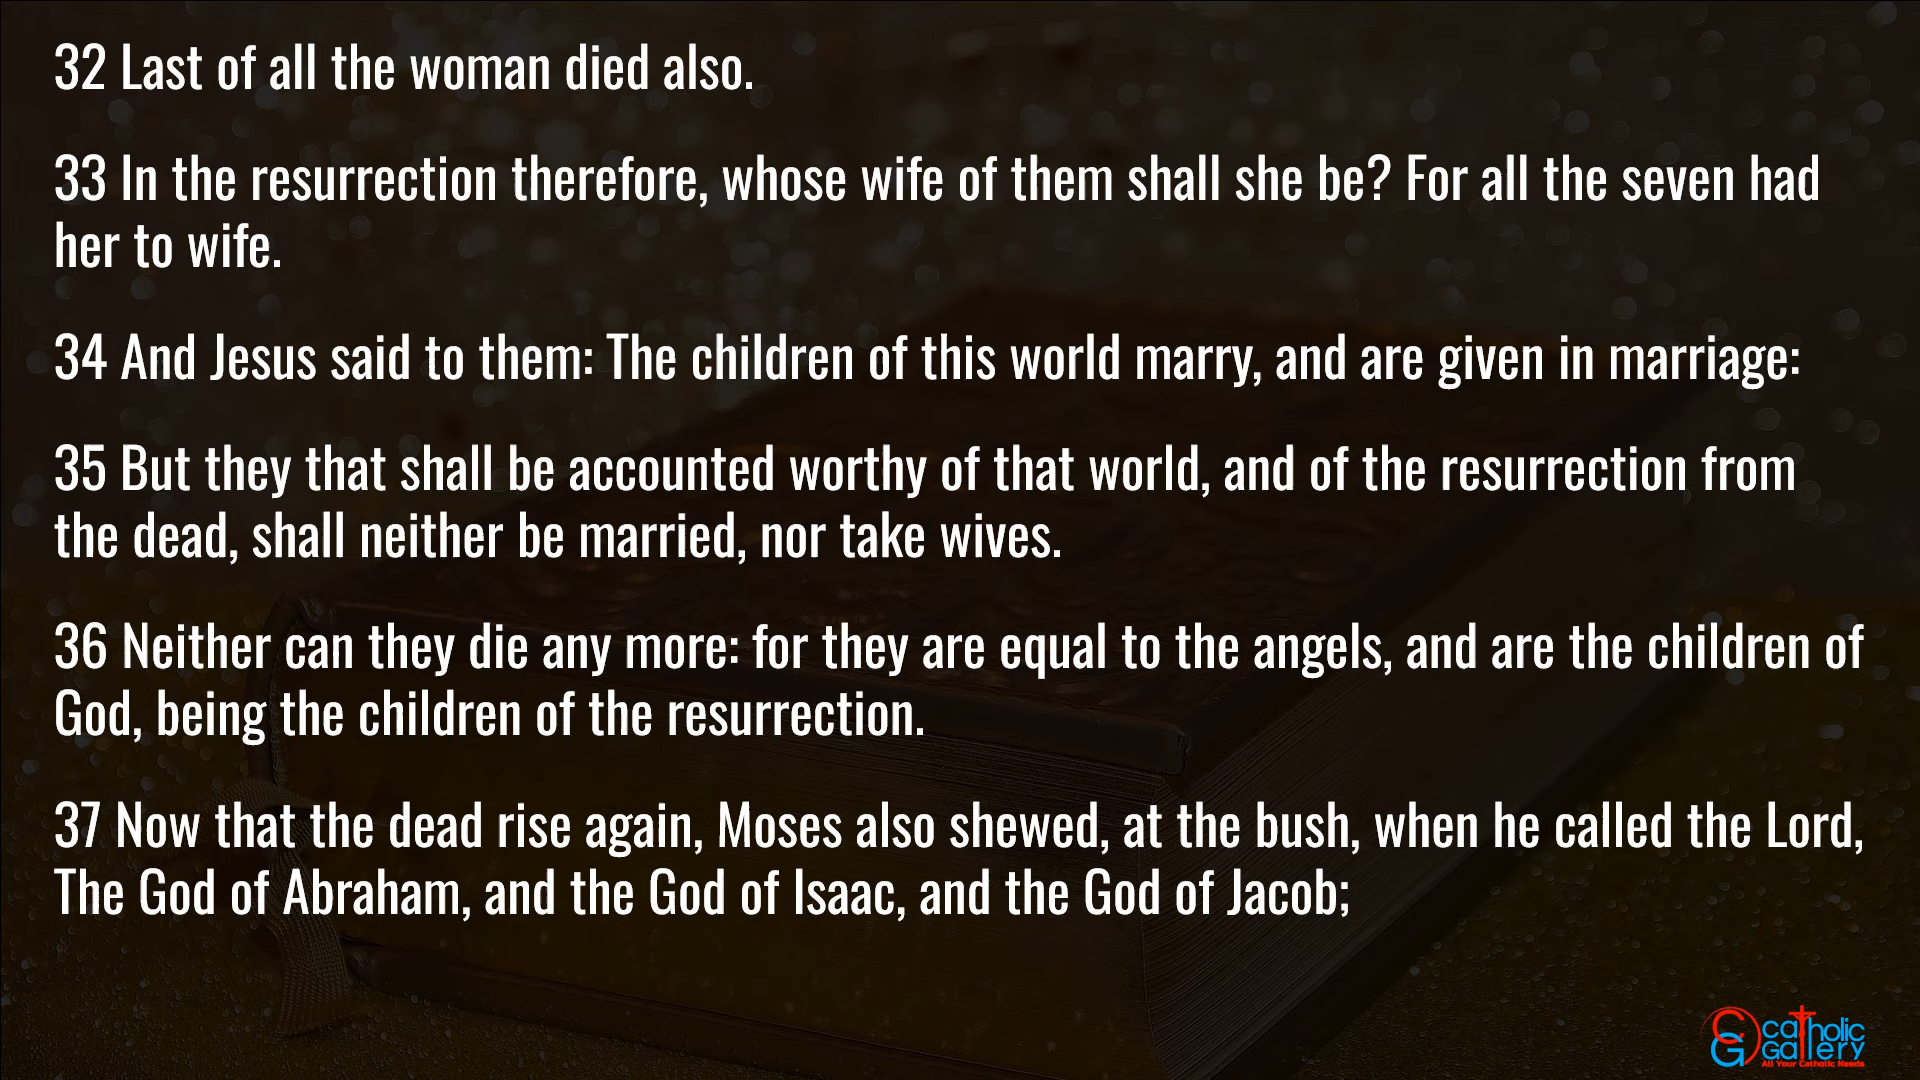 32 Last of all the woman died also.
33 In the resurrection therefore, whose wife of them shall she be? For all the seven had
her to wife.
34 And Jesus said to them: The children of this world marry, and are given in marriage:
35 But they that shall be accounted worthy of that world, and of the resurrection from
the dead, shall neither be married, nor take wives.
36 Neither can they die any more: for they are equal to the angels, and are the children of
God, being the children of the resurrection.
37 Now that the dead rise again, Moses also shewed, at the bush, when he called the Lord,
The God of Abraham, and the God of Isaac, and the God of Jacob;
CG catholic
Gallery
All Your Catholic Needs